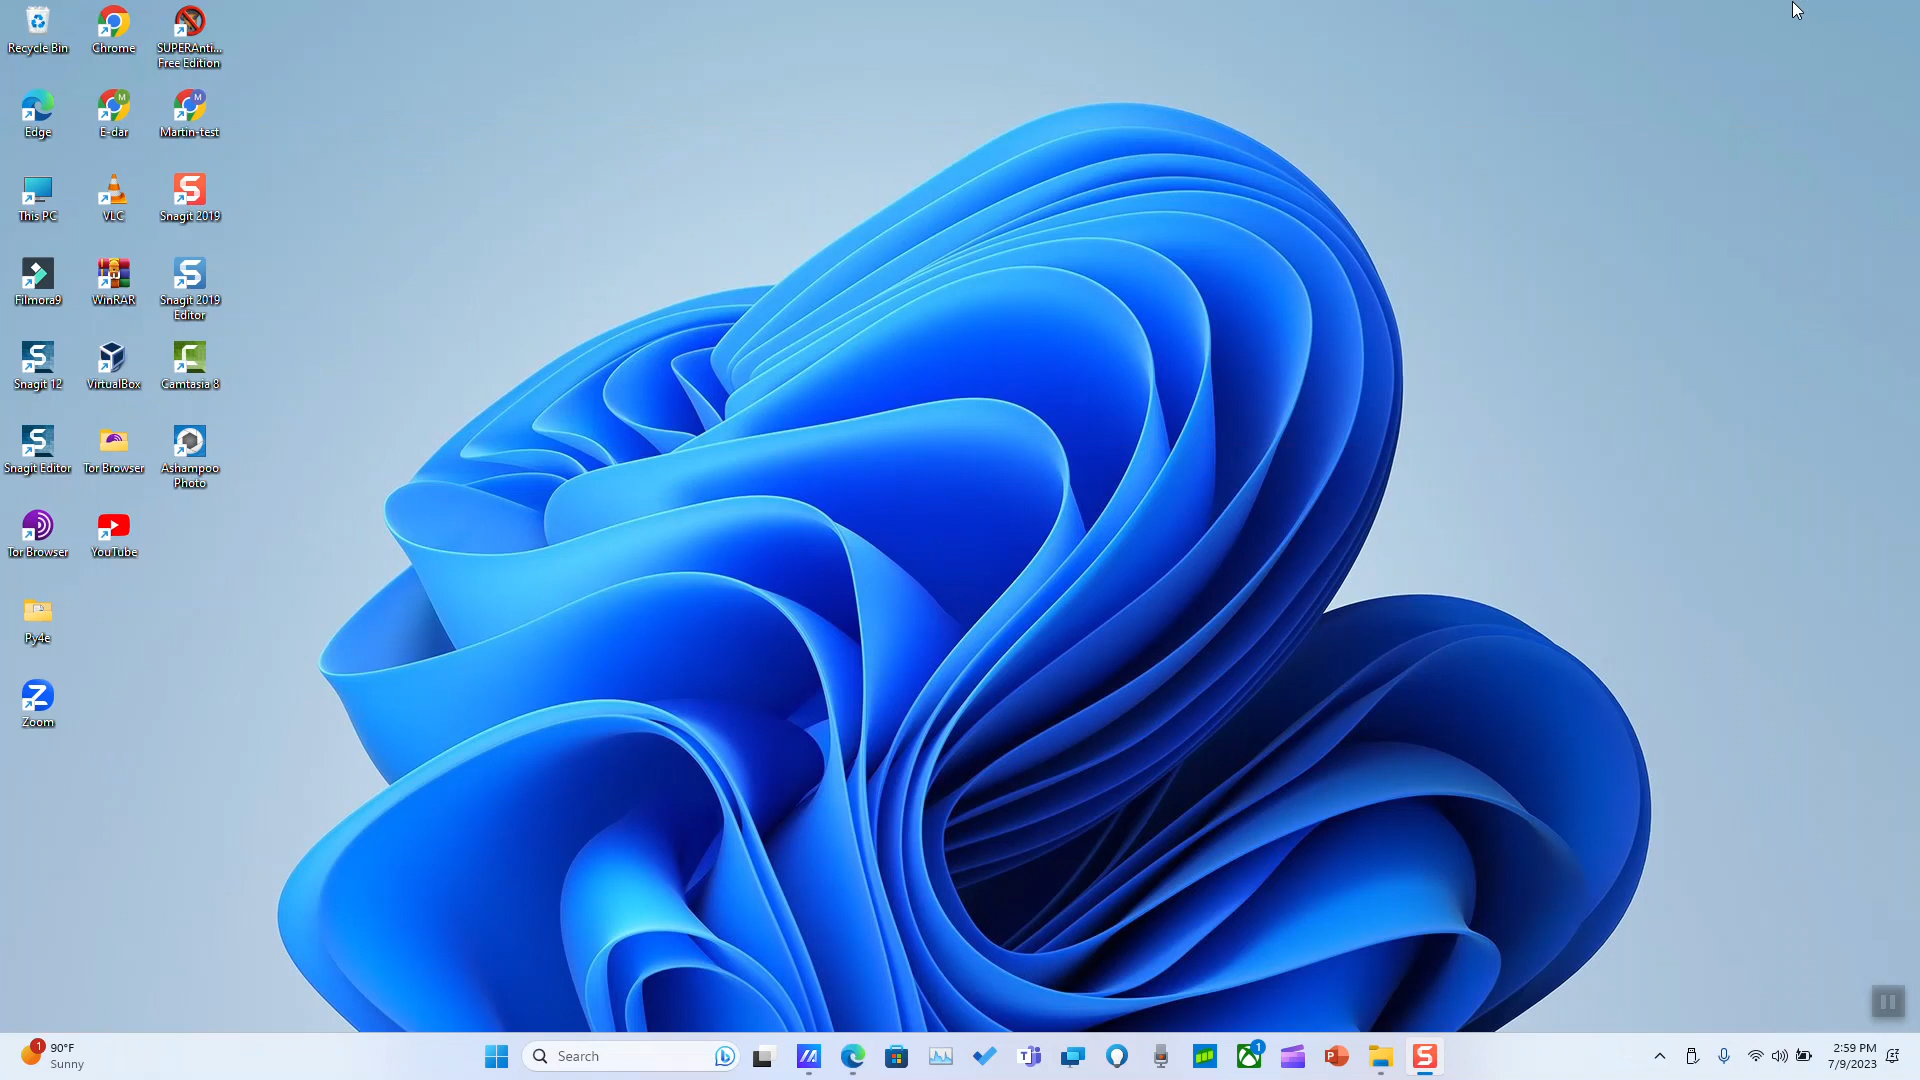 Recycle Bin
Chrome
SUPERAnti...
Free Edition
Edge
E-dar
Martin-test
This PC
VLC
Snagit 2019
Filmora9
WinRAR
Snagit 2019
Editor
Snagit 12
VirtualBox
Camtasia 8
Snagit Editor
Tor Browser
Ashampoo
Photo
Tor Browser
YouTube
Py4e
Zoom
1
90°F
Sunny
Search
1
2:59 PM
7/9/2023